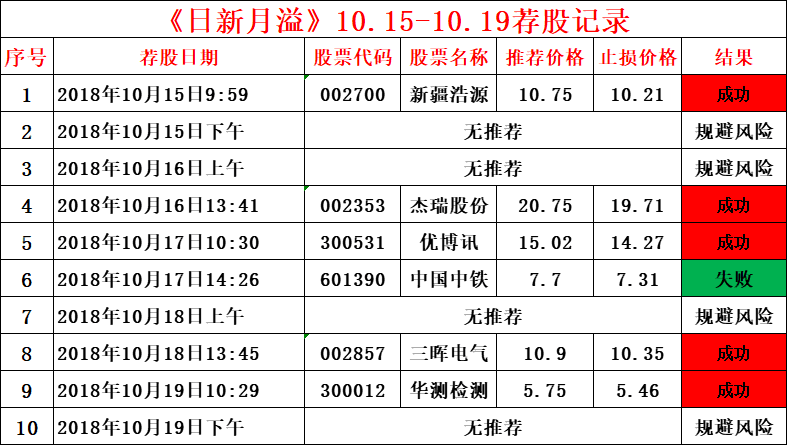 《日新月溢》10.15-10.19荐股记录
序号 荐股日期 股票代码 股票名称 推荐价格 止损价格 结果
1 2018年10月15日9:59 002700 新疆浩源 10.75 10.21 成功
2 2018年10月15日下午 无推荐 规避风险
3 2018年10月16日上午 无推荐 规避风险
4 2018年10月16日13:41 002353 杰瑞股份 20.75 19.71 成功
5 2018年10月17日10:30 300531 优博讯 15.02 14.27 成功
6 2018年10月17日14:26 601390 中国中铁 7.7 7.31 失败
7 2018年10月18日上午 无推荐 规避风险
8 2018年10月18日13:45 002857 三晖电气 10.9 10.35 成功
9 2018年10月19日10:29 300012 华测检测 5.75 5.46 成功
10 2018年10月19日下午 无推荐 规避风险